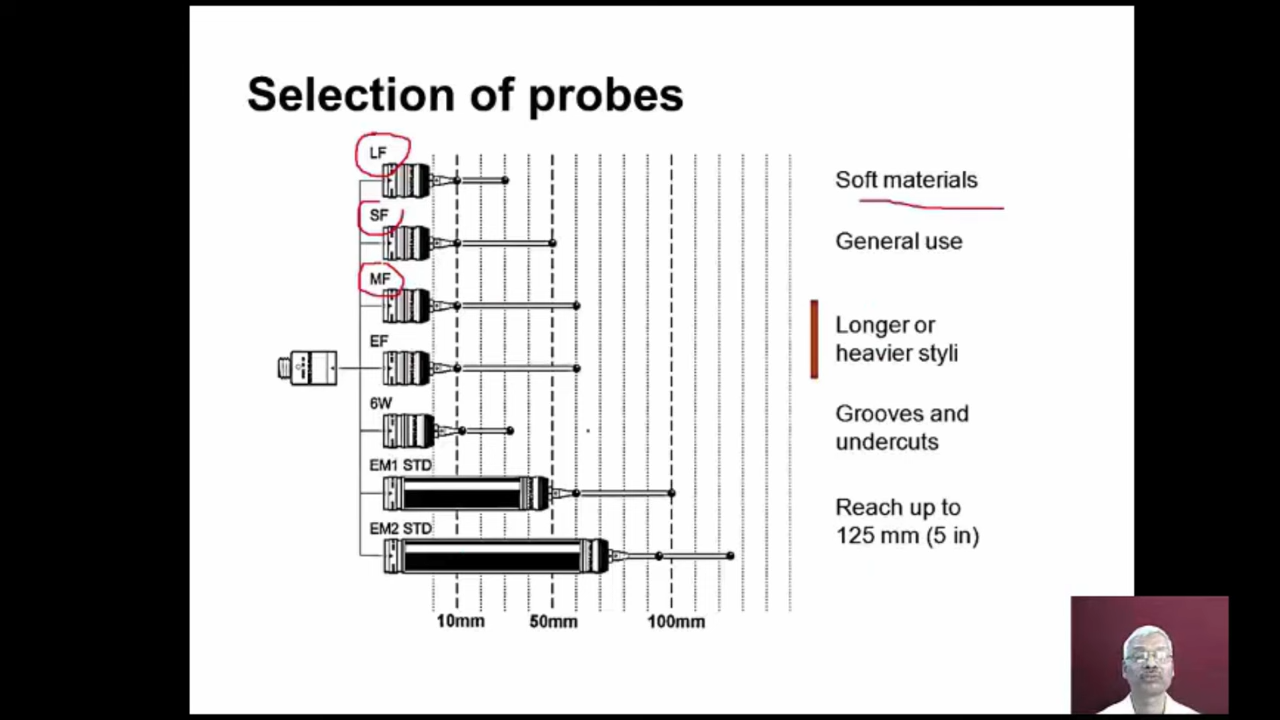 Selection of probes
LF
SF
MF
EF
6W
EM1 STD
EM2 STD
10mm
50mm
100mm
Soft materials
General use
Longer or
heavier styli
Grooves and
undercuts
Reach up to
125 mm (5 in)